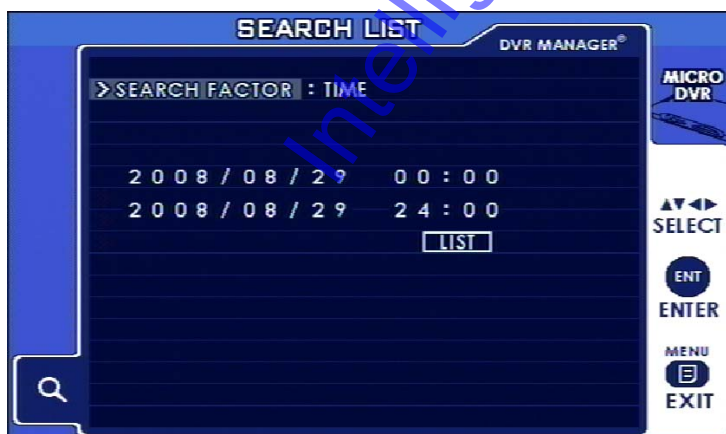 SEARCH LIST
DVR MANAGER®
MICRO
DVR
> SEARCH FACTOR : TIME
2008/08/29 00:00
2008/08/29 24:00
LIST
SELECT
ENT
ENTER
MENU
EXIT